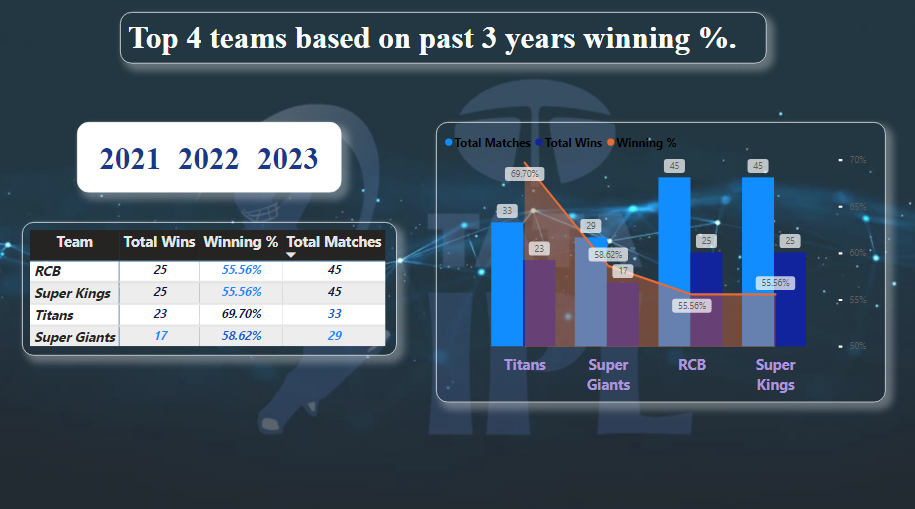 Top 4 teams based on past 3 years winning %.
2021 2022 2023
Team Total Wins Winning % Total Matches
RCB 25 55.56% 45
Super Kings 25 55.56% 45
Titans 23 69.70% 33
Super Giants 17 58.62% 29
Total Matches Total Wins Winning %
70%
65%
60%
55%
50%
69.70%
33
23
29
58.62%
17
45
25
55.56%
45
25
55.56%
Titans
Super
Giants
RCB
Super
Kings
IPL